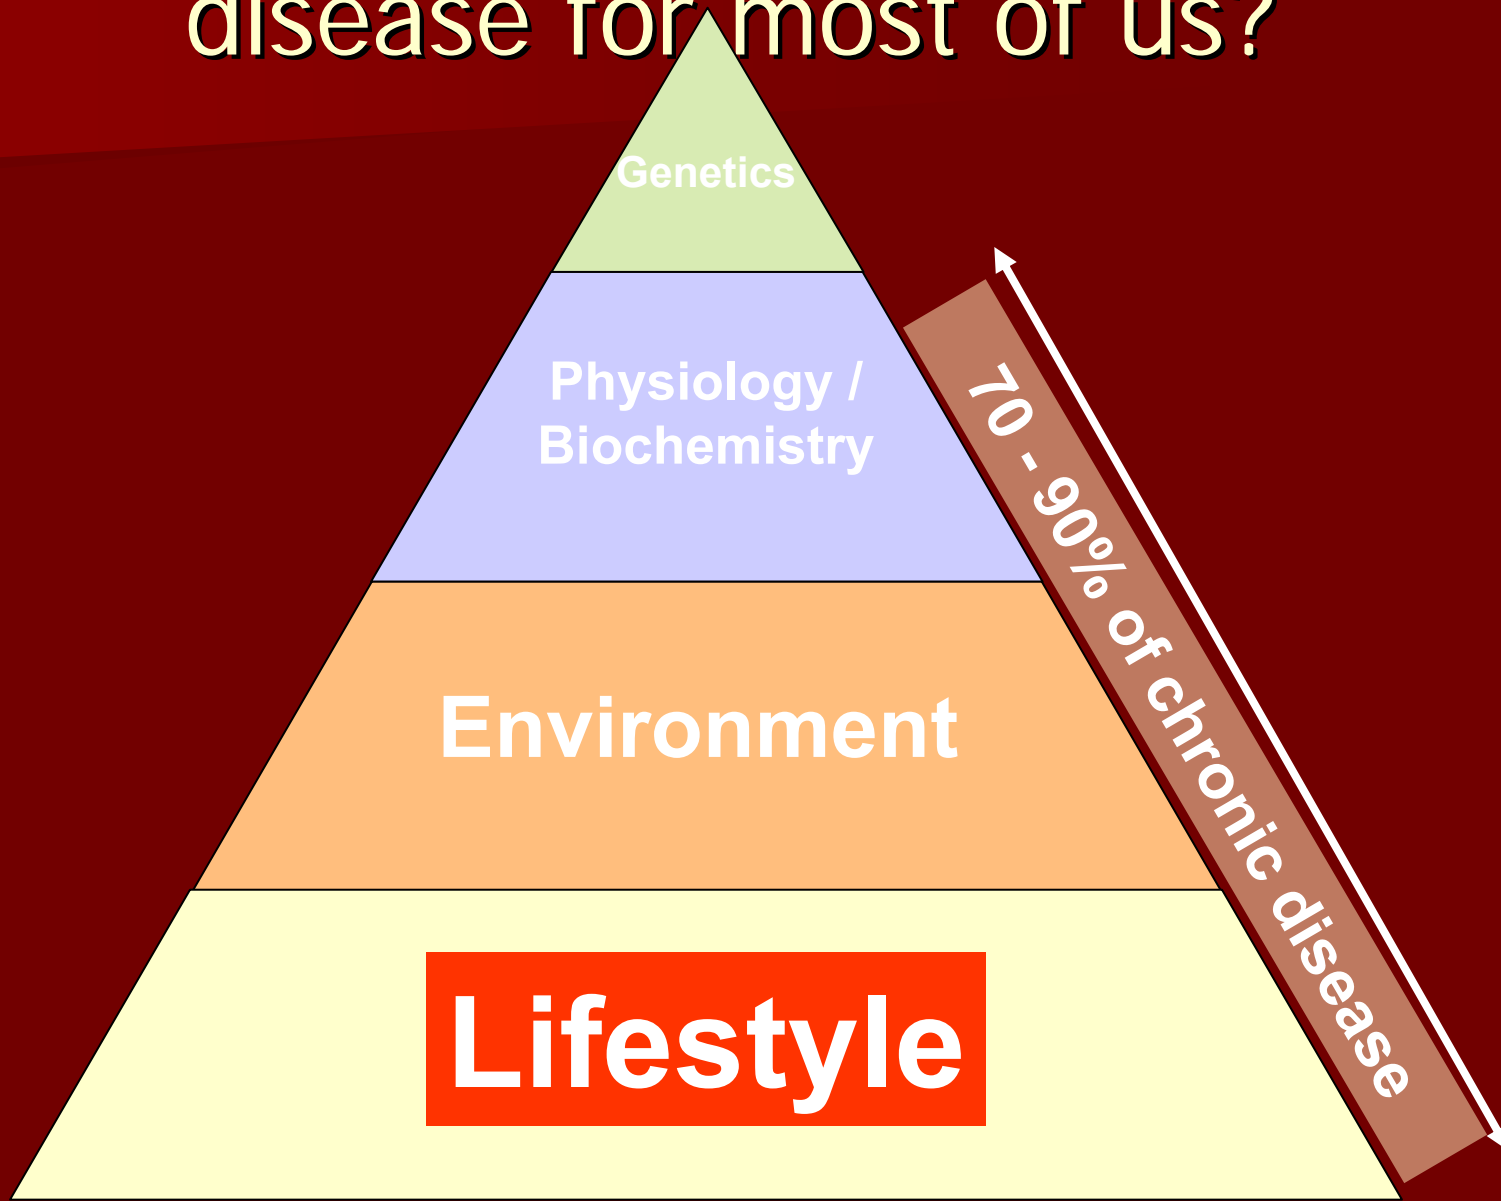 disease for most of us?
Genetics
Physiology /
Biochemistry
70 - 90% of chronic disease
Environment
Lifestyle